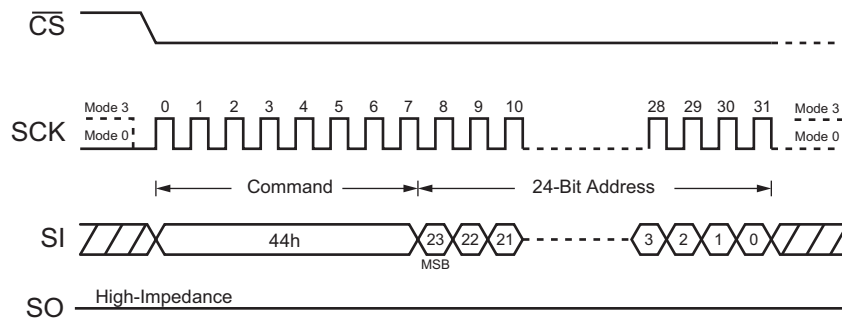 CS
0 1 2 3 4 5 6 7 8 9 10 28 29 30 31
Mode 3 Mode 3
SCK
Mode 0 Mode 0
Command 24-Bit Address
SI 44h 23 22 21 3 2 1 0
MSB
High-Impedance
SO